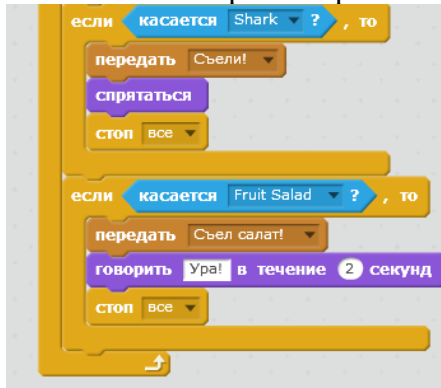 если касается Shark ? , то
передать Съели!
спрятаться
стоп все
если касается Fruit Salad ? , то
передать Съел салат!
говорить Ура! в течение 2 секунд
стоп все